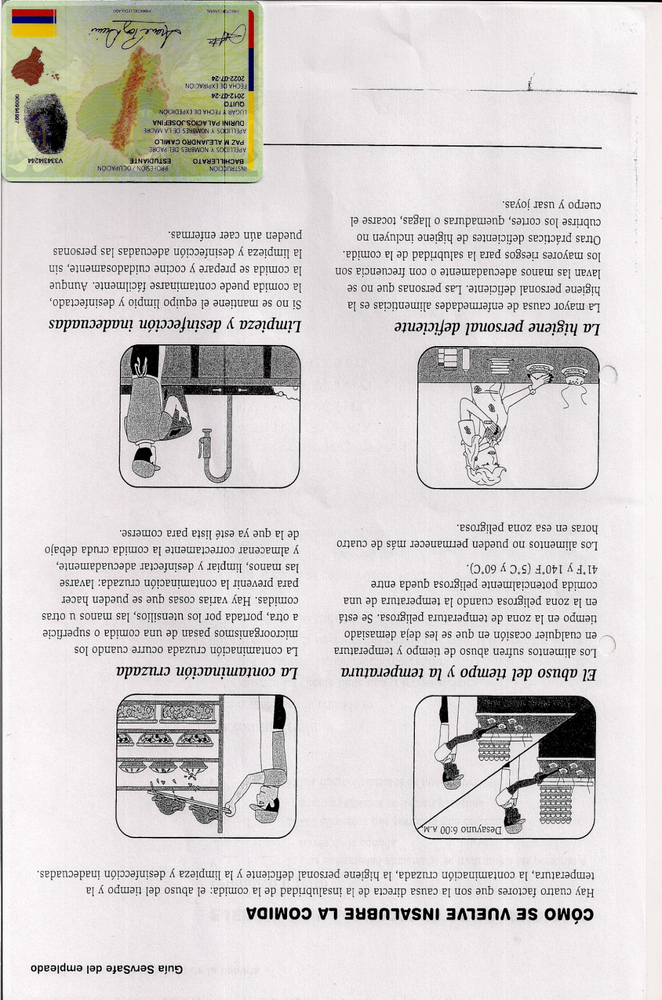 Guía ServSafe del empleado
CÓMO SE VUELVE INSALUBRE LA COMIDA
Hay cuatro factores que son la causa directa de la insalubridad de la comida: el abuso del tiempo y la
temperatura, la contaminación cruzada, la higiene personal deficiente y la limpieza y desinfección inadecuadas.
Desayuno 6:00 A.M.
El abuso del tiempo y la temperatura
Los alimentos sufren abuso de tiempo y temperatura
en cualquier ocasión en que se les deja demasiado
tiempo en la zona de temperatura peligrosa. Se está
en la zona peligrosa cuando la temperatura de una
comida potencialmente peligrosa queda entre
41°F y 140°F (5°C y 60°C).
Los alimentos no pueden permanecer más de cuatro
horas en esa zona peligrosa.
La contaminación cruzada
La contaminación cruzada ocurre cuando los
microorganismos pasan de una comida o superficie
a otra, portada por los utensilios, las manos u otras
comidas. Hay varias cosas que se pueden hacer
para prevenir la contaminación cruzada: lavarse
las manos, limpiar y desinfectar adecuadamente,
y almacenar correctamente la comida cruda debajo
de la que ya esté lista para comerse.
La higiene personal deficiente
La mayor causa de enfermedades alimenticias es la
higiene personal deficiente. Las personas que no se
lavan las manos adecuadamente o con frecuencia son
los mayores riesgos para la salubridad de la comida.
Otras prácticas deficientes de higiene incluyen no
cubrirse los cortes, quemaduras o llagas, tocarse el
cuerpo y usar joyas.
Limpieza y desinfección inadecuadas
Si no se mantiene el equipo limpio y desinfectado,
la comida puede contaminarse fácilmente. Aunque
la comida se prepare y cocine cuidadosamente, sin
la limpieza y desinfección adecuadas las personas
pueden aún caer enfermas.
INSTRUCCIÓN PROFESIÓN / OCUPACIÓN
BACHILLERATO ESTUDIANTE
V3343I4244
APELLIDOS Y NOMBRES DEL PADRE
PAZ M ALEJANDRO CAMILO
APELLIDOS Y NOMBRES DE LA MADRE
DURINI PALACIOS JOSEFINA
LUGAR Y FECHA DE EXPEDICIÓN
QUITO
2012-07-24
FECHA DE EXPIRACIÓN
2022-07-24
000994997
DIRECTOR GENERAL
FIRMA DEL CEDULADO